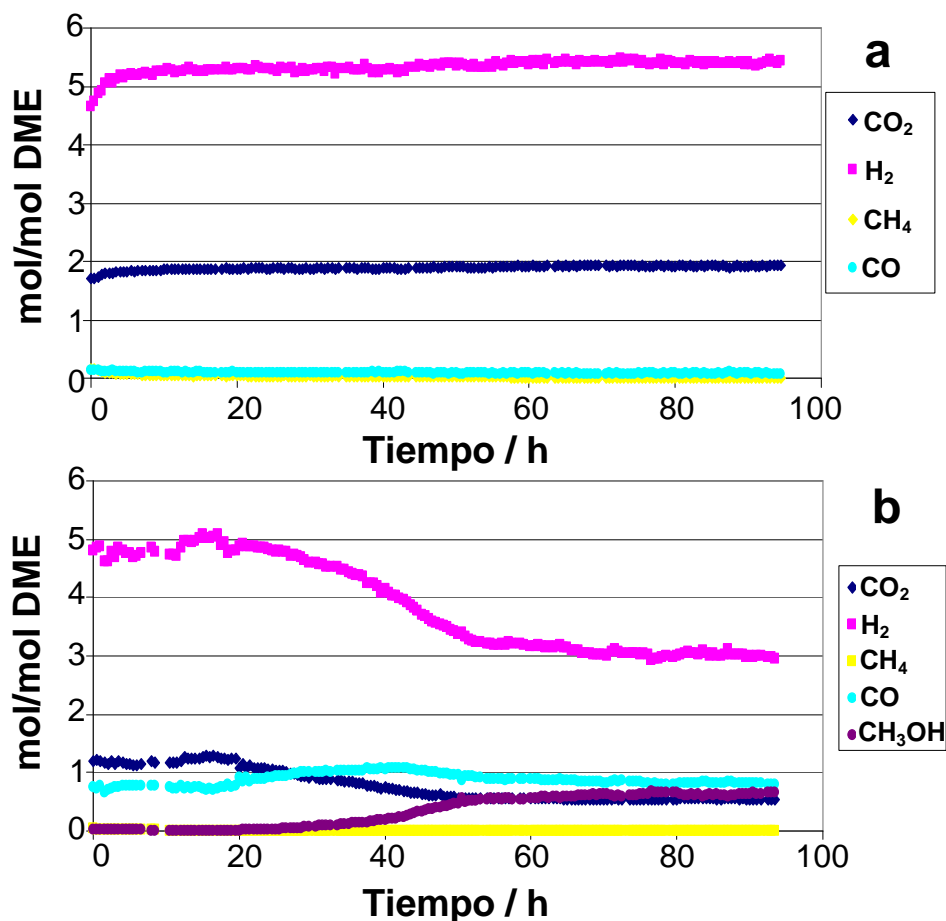 a
mol/mol DME
6
5
4
3
2
1
0
0 20 40 60 80 100
Tiempo / h
CO₂
H₂
CH₄
CO
b
mol/mol DME
6
5
4
3
2
1
0
0 20 40 60 80 100
Tiempo / h
CO₂
H₂
CH₄
CO
CH₃OH